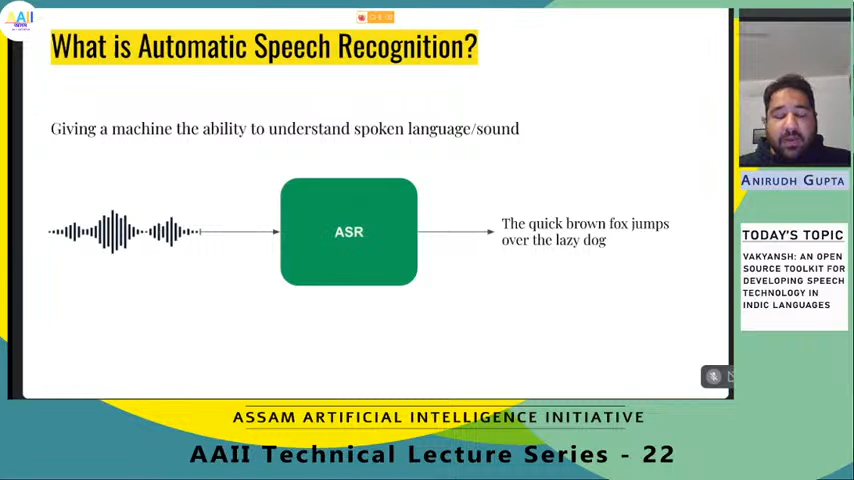 AAII
What is Automatic Speech Recognition?
Giving a machine the ability to understand spoken language/sound
ASR
The quick brown fox jumps
over the lazy dog
ANIRUDH GUPTA
TODAY'S TOPIC
VAKYANSH: AN OPEN
SOURCE TOOLKIT FOR
DEVELOPING SPEECH
TECHNOLOGY IN
INDIC LANGUAGES
ASSAM ARTIFICIAL INTELLIGENCE INITIATIVE
AAII Technical Lecture Series - 22